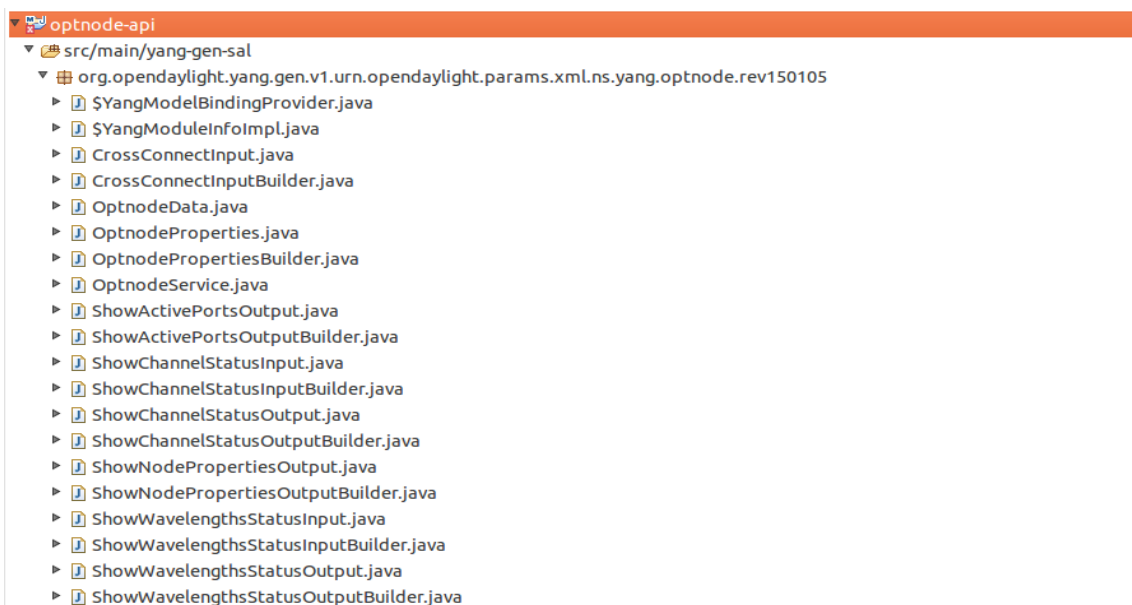 optnode-api
src/main/yang-gen-sal
org.opendaylight.yang.gen.v1.urn.opendaylight.params.xml.ns.yang.optnode.rev150105
$YangModelBindingProvider.java
$YangModuleInfoImpl.java
CrossConnectInput.java
CrossConnectInputBuilder.java
OptnodeData.java
OptnodeProperties.java
OptnodePropertiesBuilder.java
OptnodeService.java
ShowActivePortsOutput.java
ShowActivePortsOutputBuilder.java
ShowChannelStatusInput.java
ShowChannelStatusInputBuilder.java
ShowChannelStatusOutput.java
ShowChannelStatusOutputBuilder.java
ShowNodePropertiesOutput.java
ShowNodePropertiesOutputBuilder.java
ShowWavelengthsStatusInput.java
ShowWavelengthsStatusInputBuilder.java
ShowWavelengthsStatusOutput.java
ShowWavelengthsStatusOutputBuilder.java